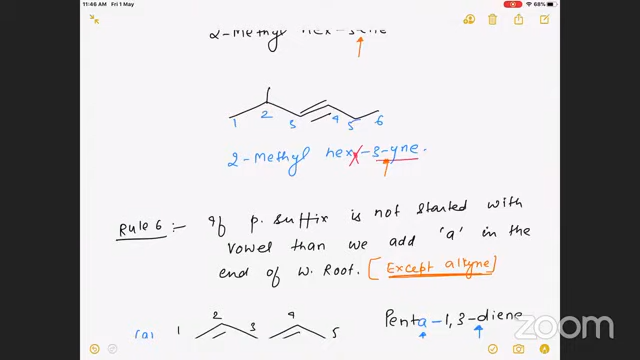 11:46 AM Fri 1 May
68%
2-Methyl hex-3-ene
1 2 3 4 5 6
2-Methyl hex-3-yne.
Rule 6:- If p. suffix is not started with
vowel than we add 'a' in the
end of w. Root. [Except alkyne]
(a) 1 2 3 4 5 Penta-1,3-diene
zoom